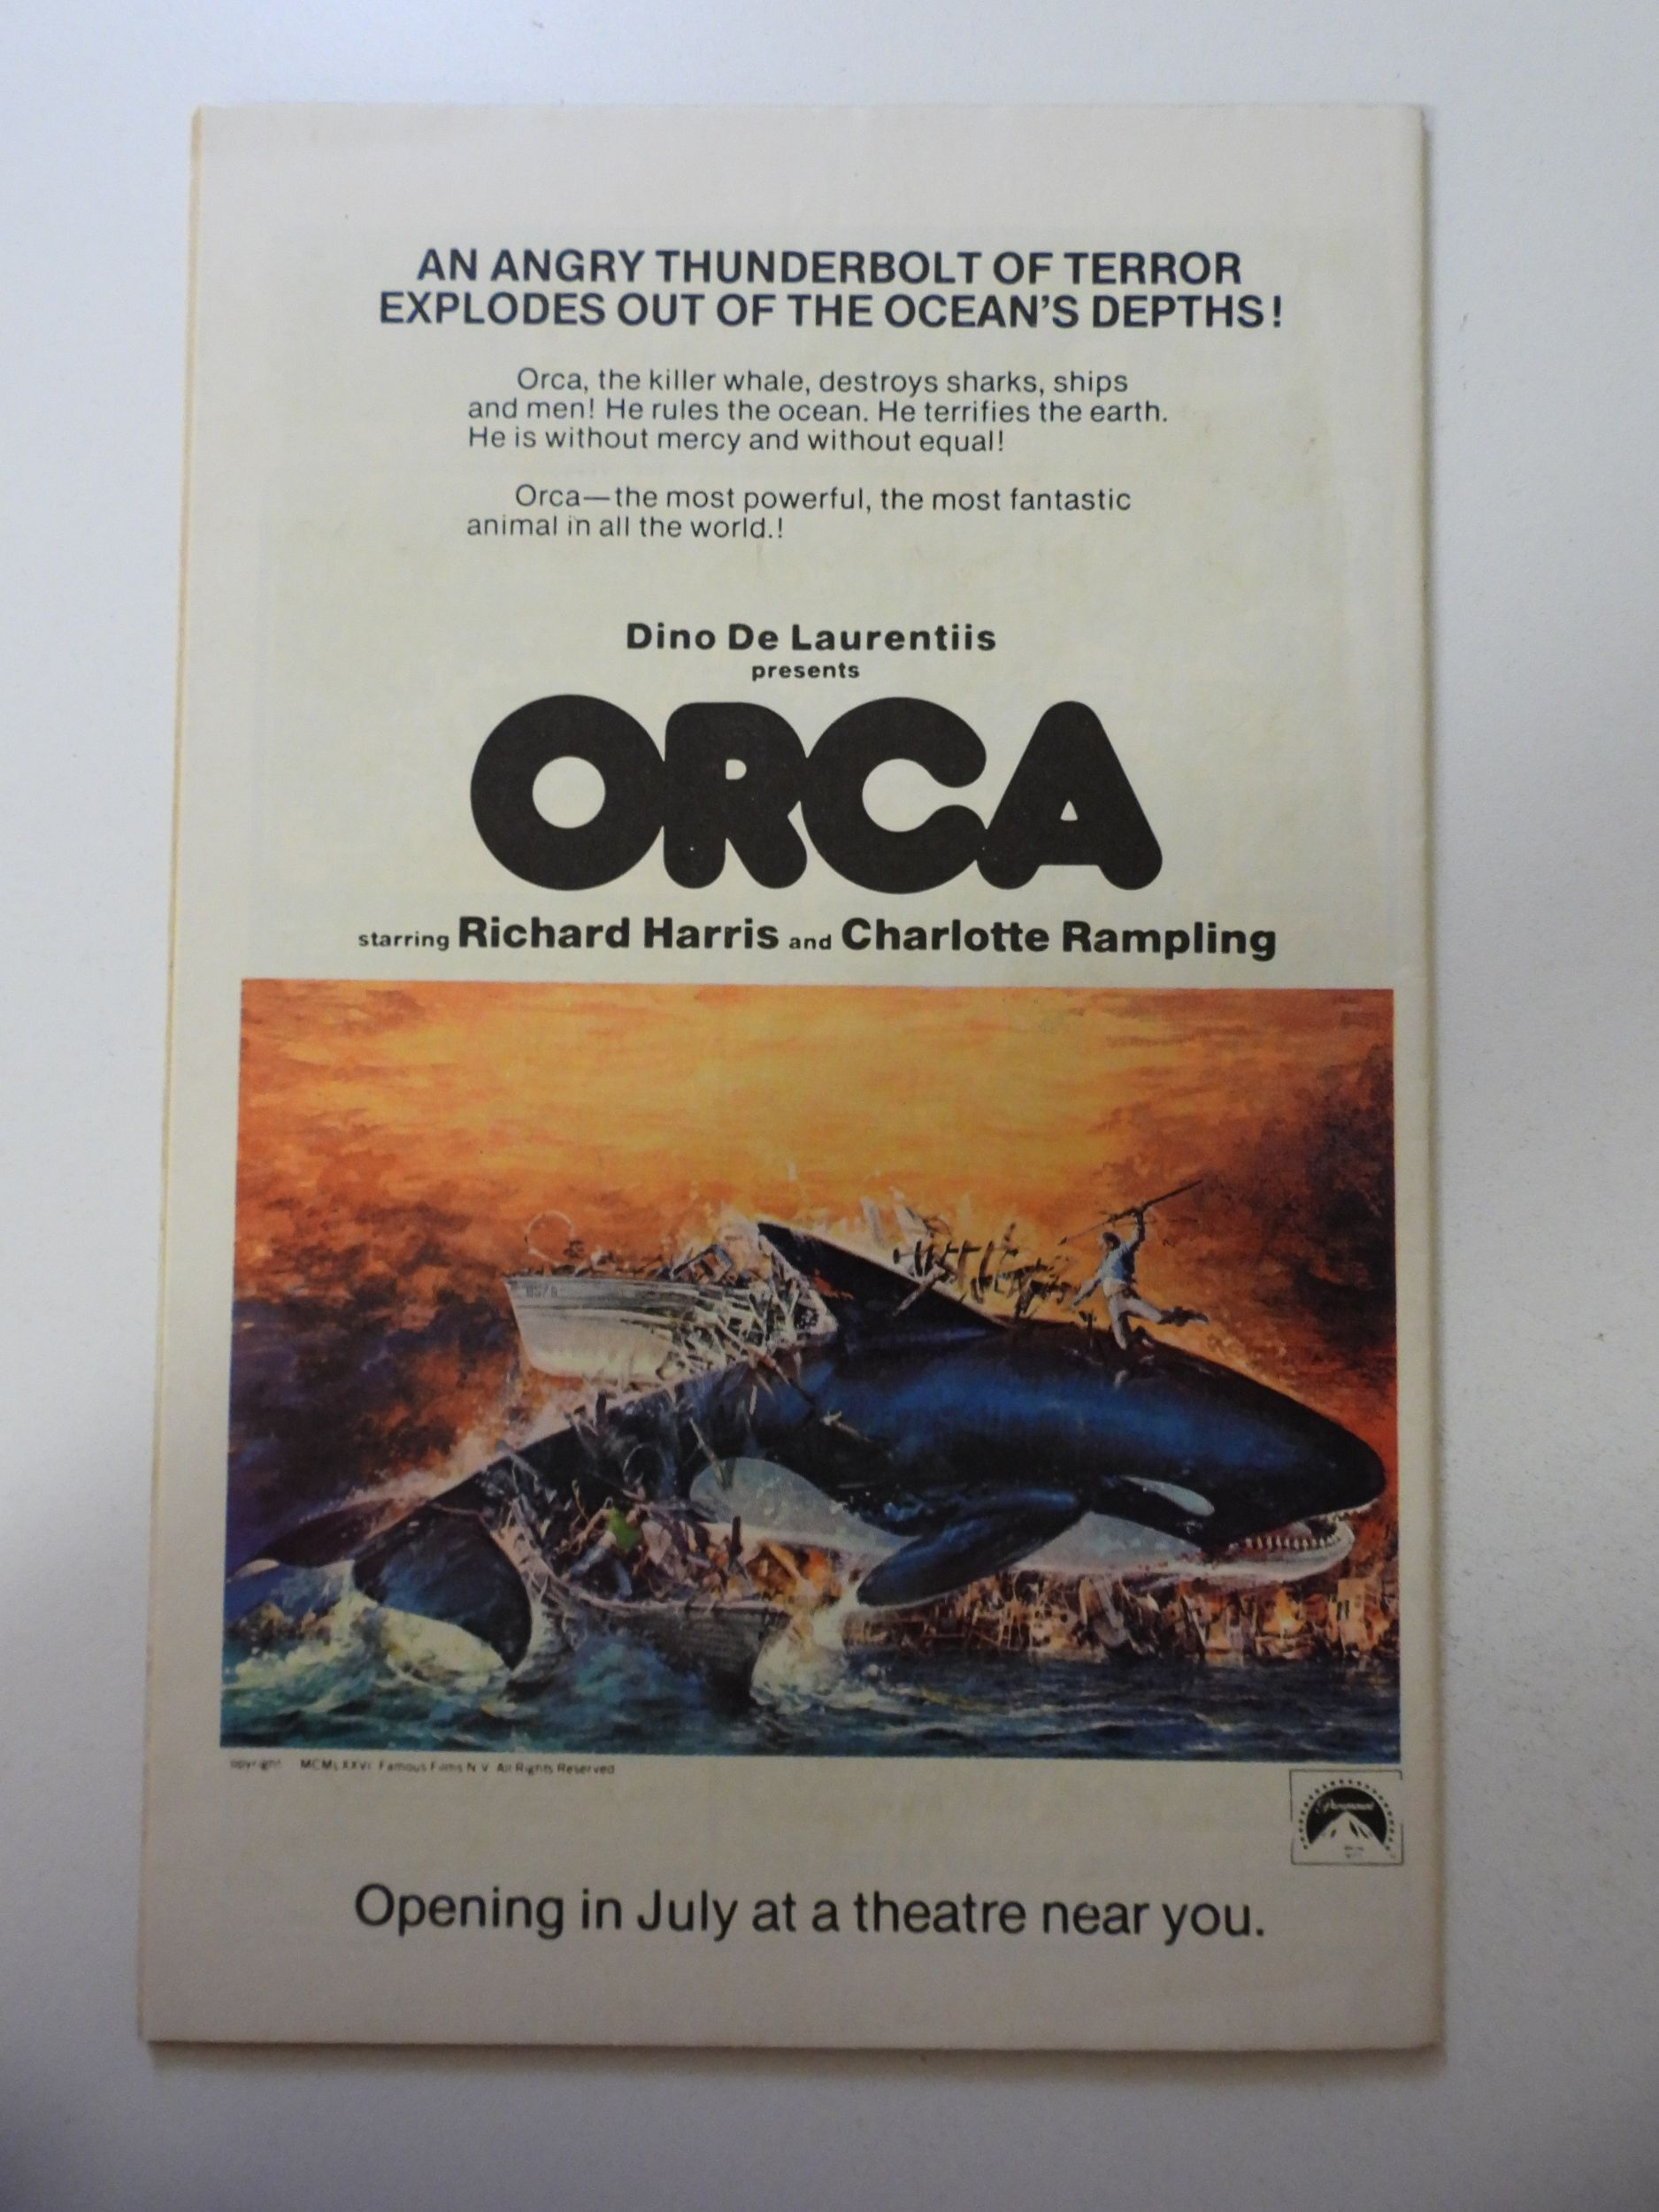 AN ANGRY THUNDERBOLT OF TERROR
EXPLODES OUT OF THE OCEAN'S DEPTHS!
Orca, the killer whale, destroys sharks, ships
and men! He rules the ocean. He terrifies the earth.
He is without mercy and without equal!
Orca—the most powerful, the most fantastic
animal in all the world.!
Dino De Laurentiis
presents
ORCA
starring Richard Harris and Charlotte Rampling
opyright MCMLXXVI Famous Films N.V. All Rights Reserved
Paramount
Opening in July at a theatre near you.